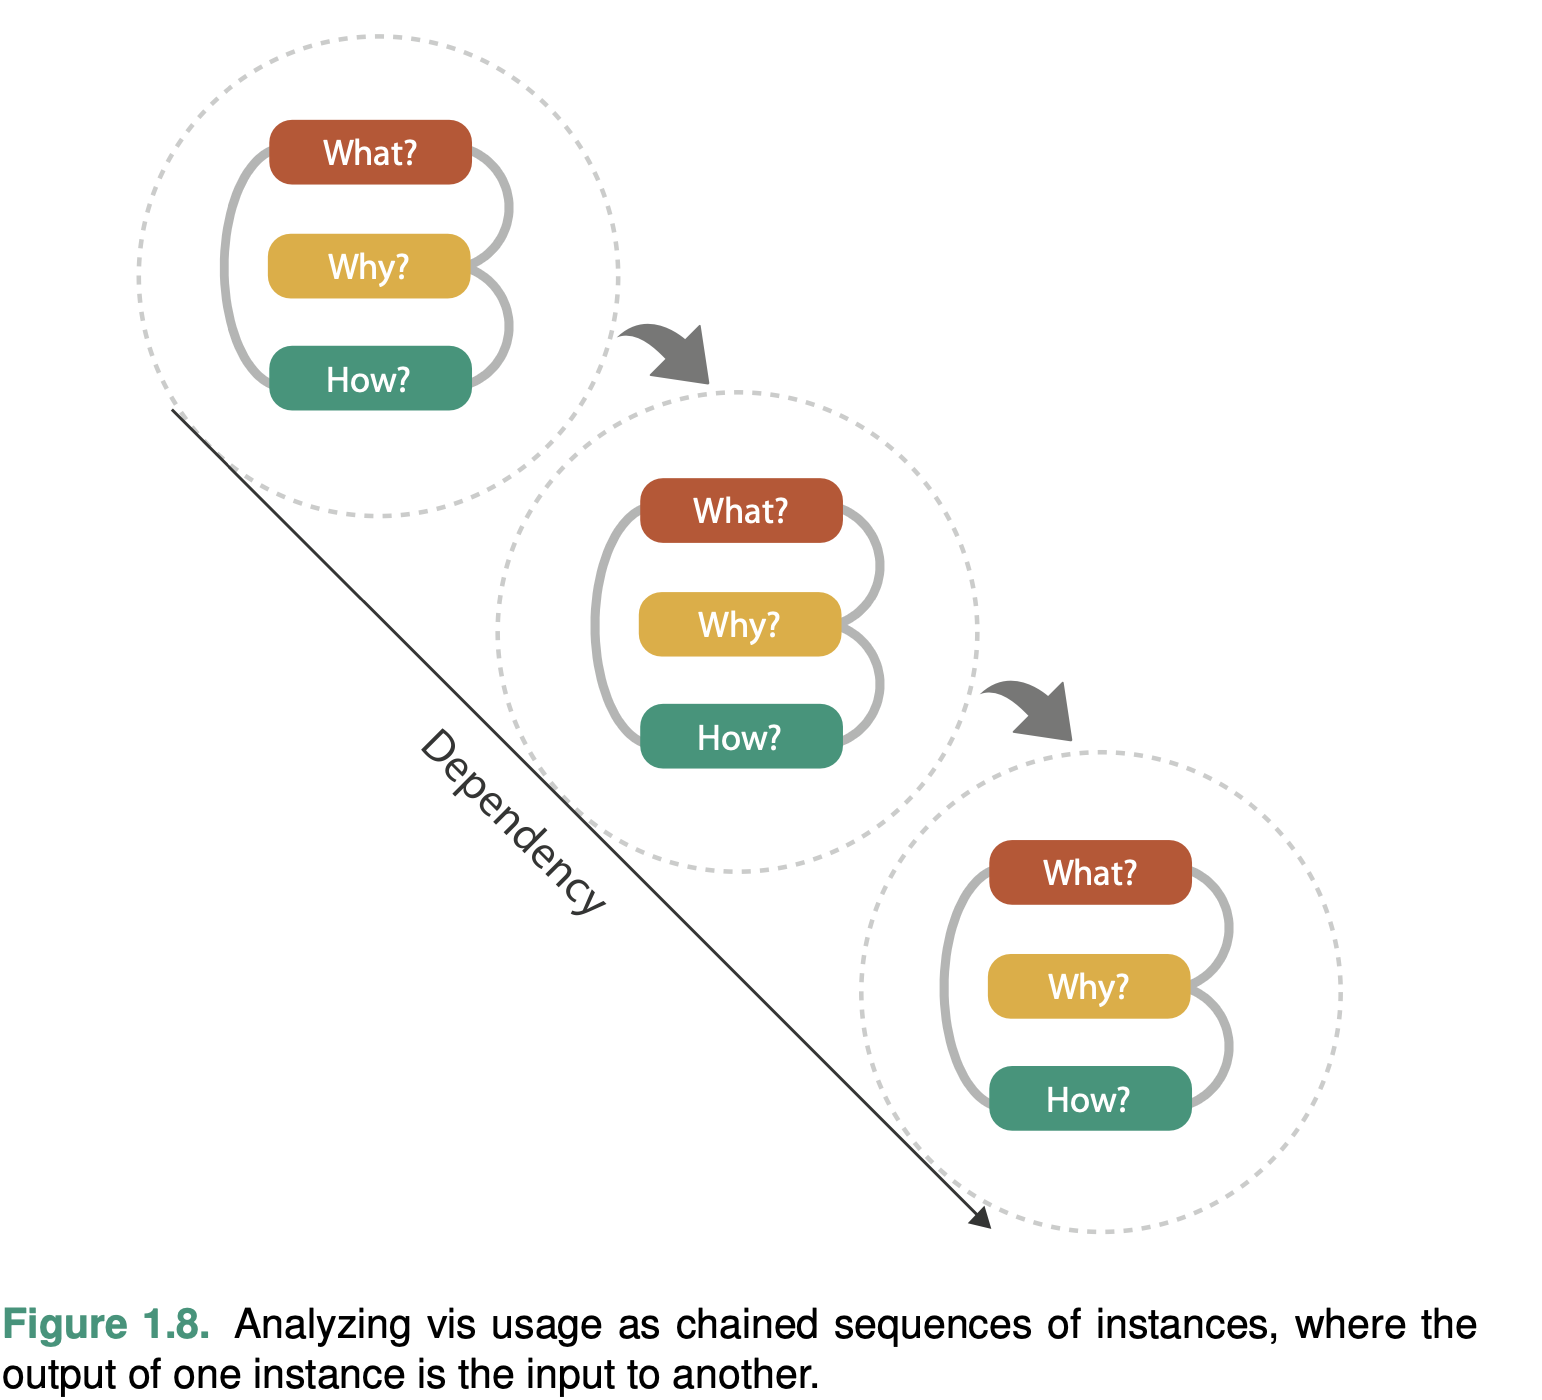 What?
Why?
How?
What?
Why?
How?
Dependency
What?
Why?
How?
Figure 1.8. Analyzing vis usage as chained sequences of instances, where the
output of one instance is the input to another.